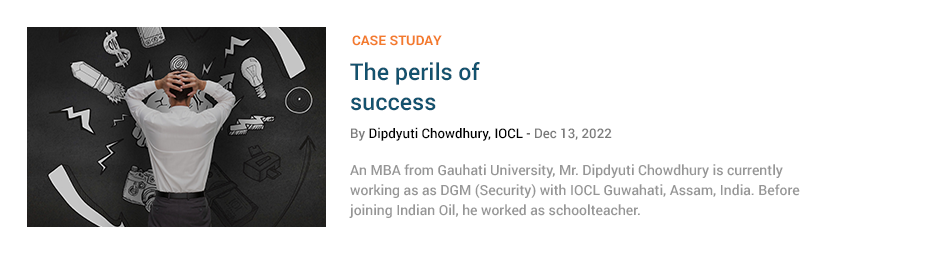 CASE STUDAY
The perils of
success
By Dipdyuti Chowdhury, IOCL - Dec 13, 2022
An MBA from Gauhati University, Mr. Dipdyuti Chowdhury is currently
working as as DGM (Security) with IOCL Guwahati, Assam, India. Before
joining Indian Oil, he worked as schoolteacher.